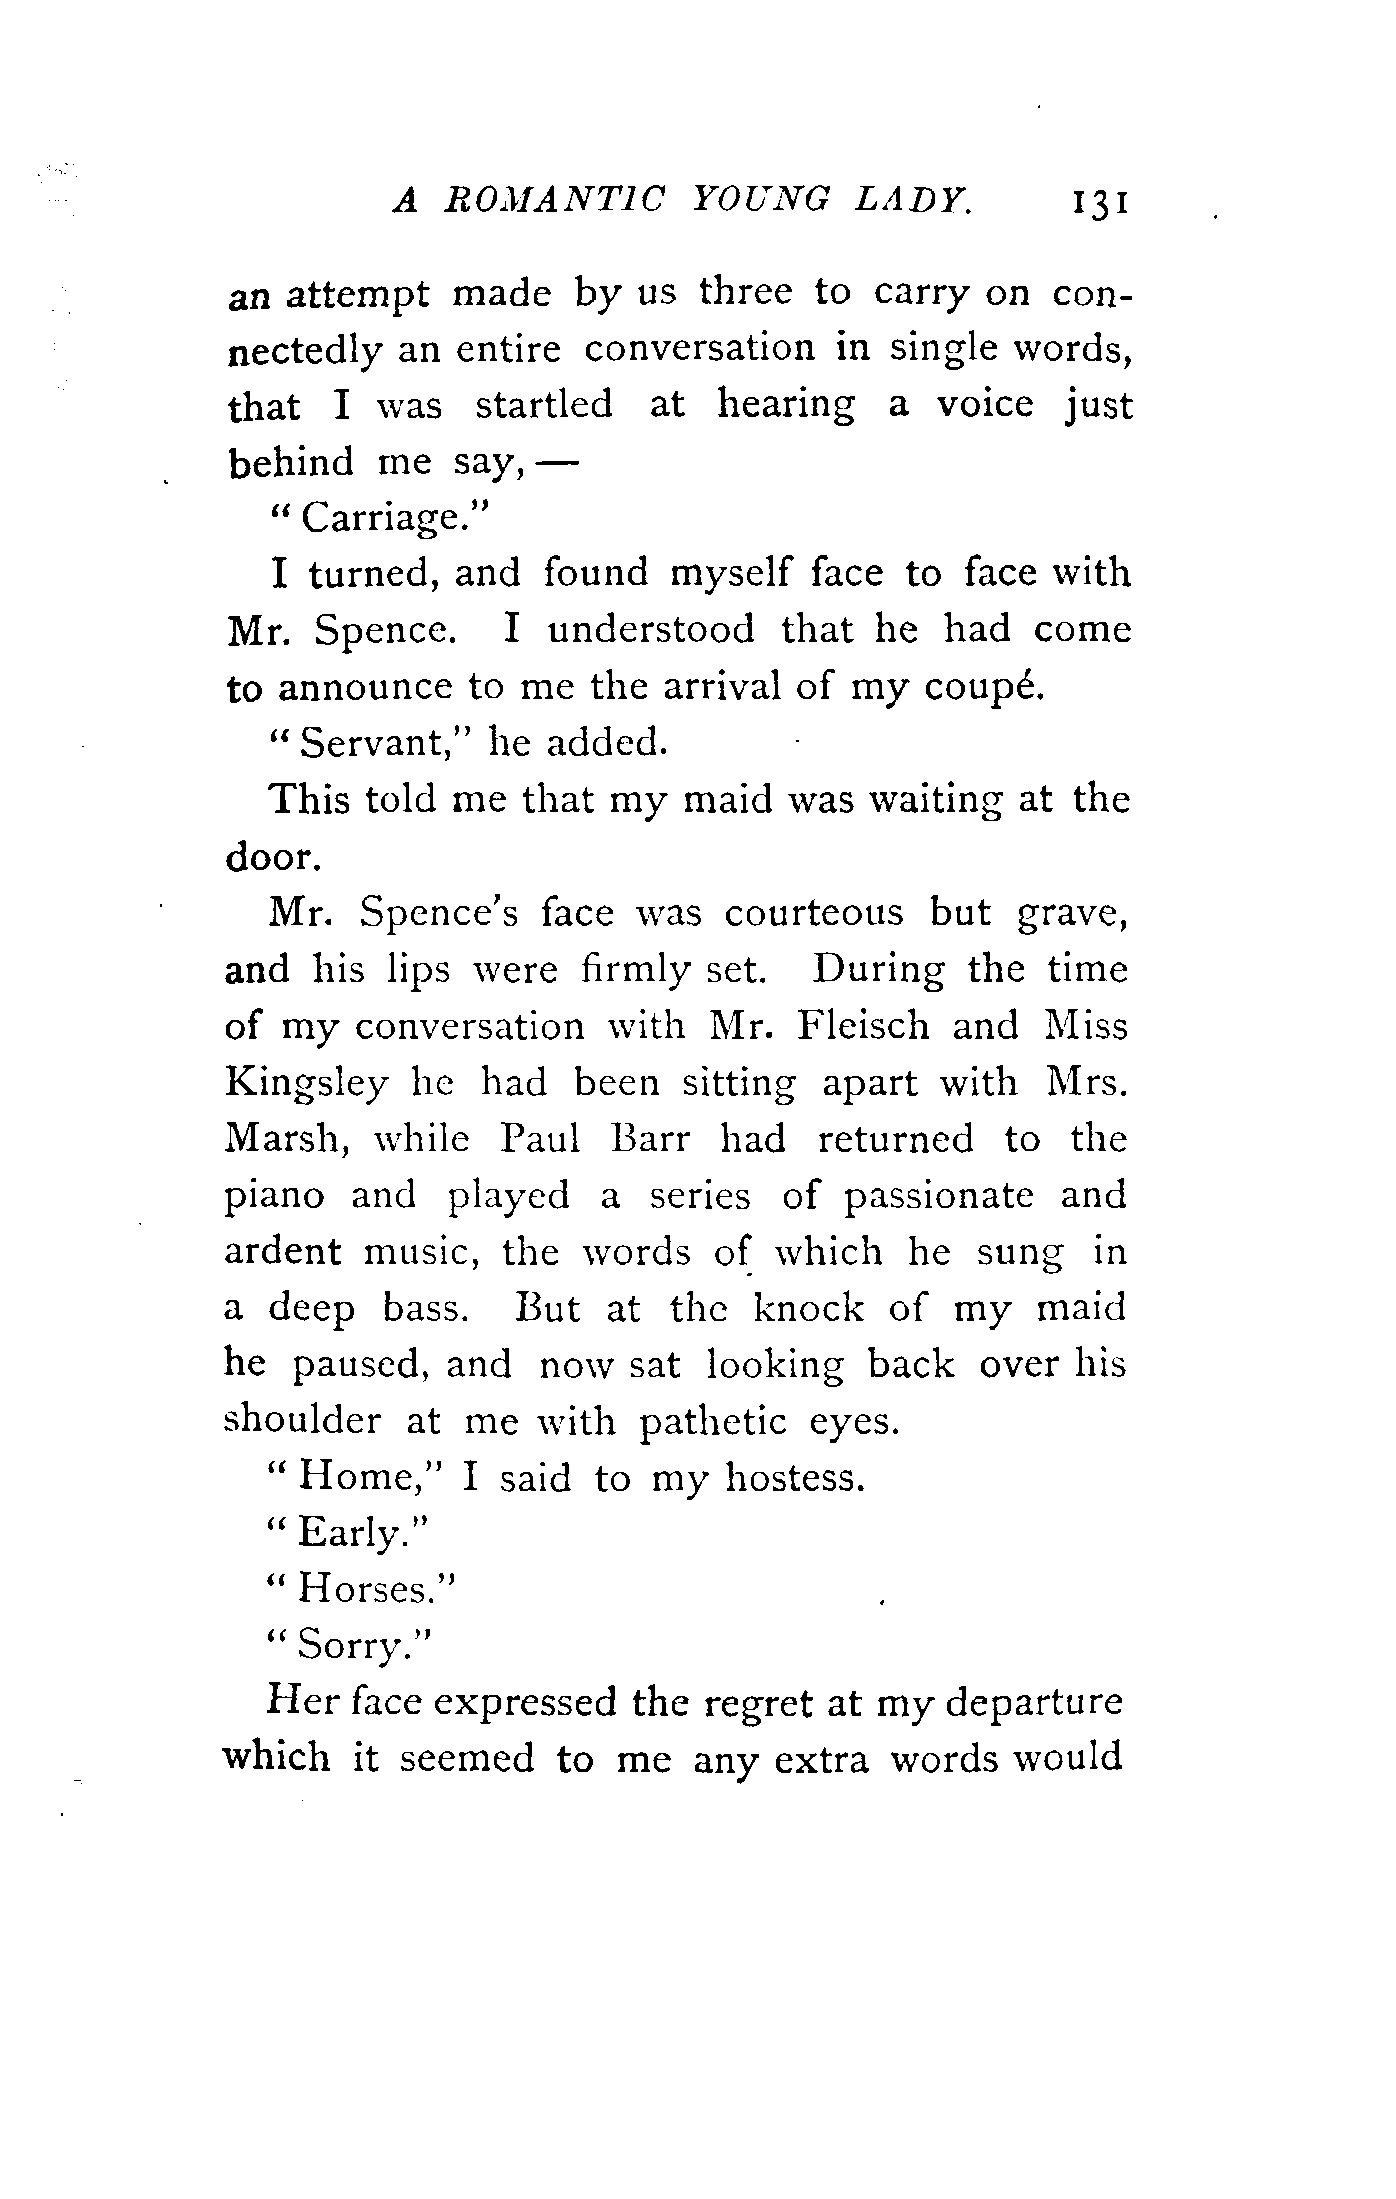 A ROMANTIC YOUNG LADY. 131
an attempt made by us three to carry on con-
nectedly an entire conversation in single words,
that I was startled at hearing a voice just
behind me say, —
" Carriage."
I turned, and found myself face to face with
Mr. Spence. I understood that he had come
to announce to me the arrival of my coupé.
" Servant," he added.
This told me that my maid was waiting at the
door.
Mr. Spence's face was courteous but grave,
and his lips were firmly set. During the time
of my conversation with Mr. Fleisch and Miss
Kingsley he had been sitting apart with Mrs.
Marsh, while Paul Barr had returned to the
piano and played a series of passionate and
ardent music, the words of which he sung in
a deep bass. But at the knock of my maid
he paused, and now sat looking back over his
shoulder at me with pathetic eyes.
" Home," I said to my hostess.
" Early."
" Horses."
" Sorry."
Her face expressed the regret at my departure
which it seemed to me any extra words would